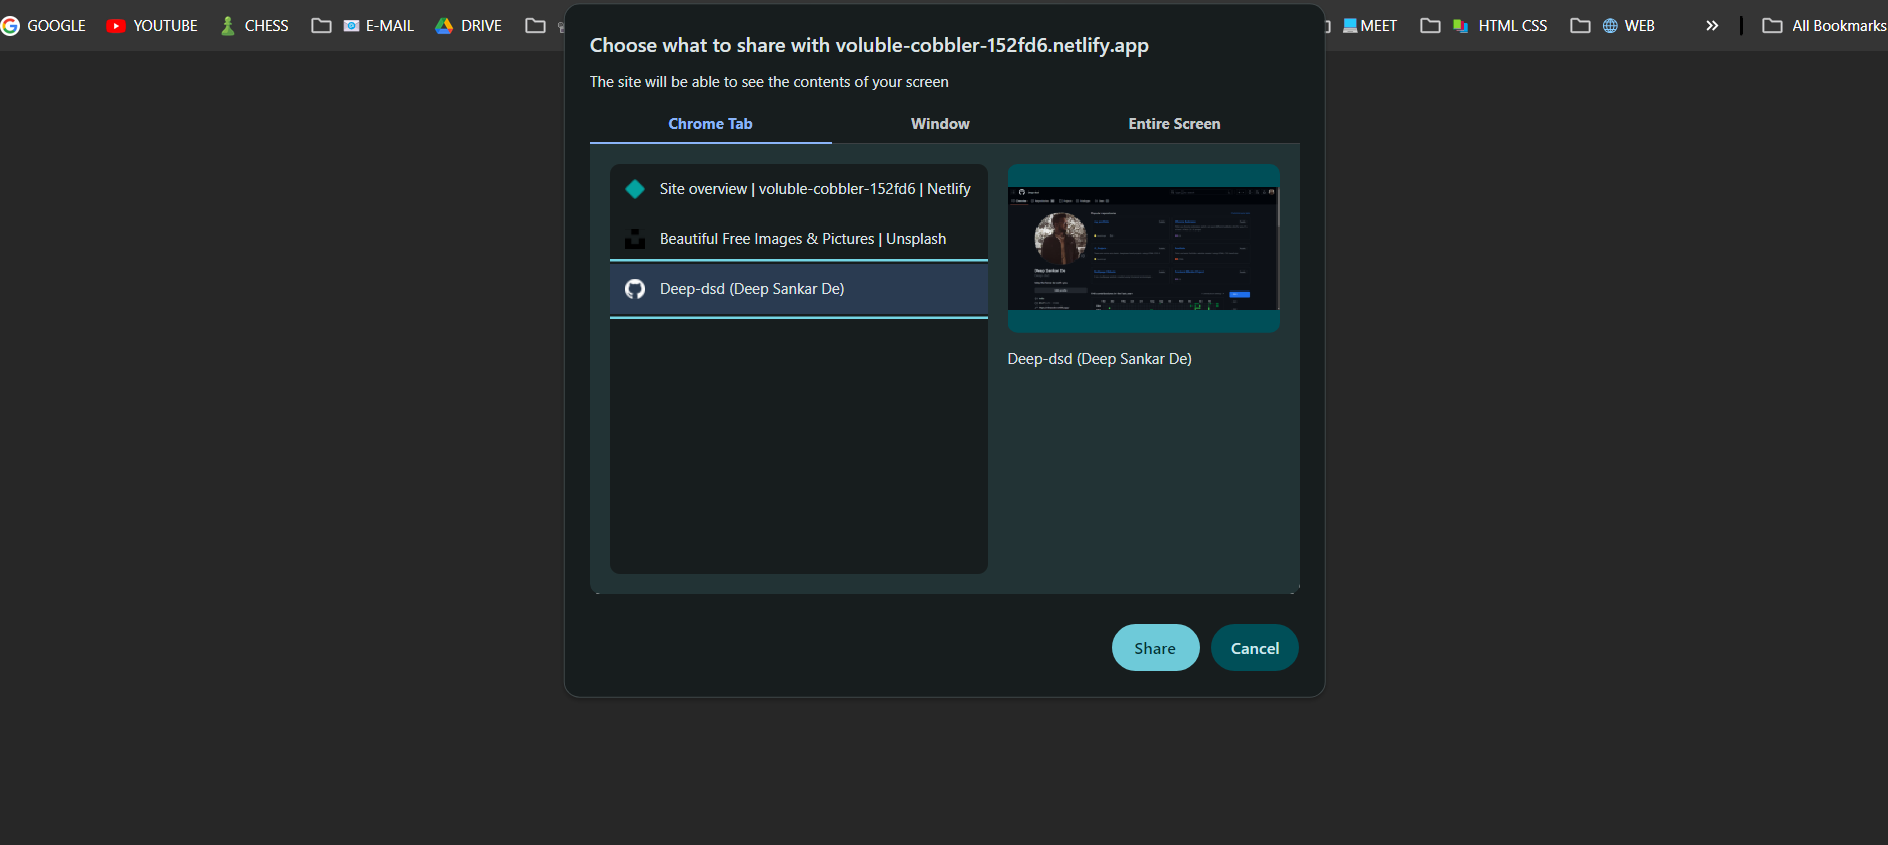 GOOGLE YOUTUBE CHESS E-MAIL DRIVE MEET HTML CSS WEB All Bookmarks
Choose what to share with voluble-cobbler-152fd6.netlify.app
The site will be able to see the contents of your screen
Chrome Tab Window Entire Screen
Site overview | voluble-cobbler-152fd6 | Netlify
Beautiful Free Images & Pictures | Unsplash
Deep-dsd (Deep Sankar De)
Deep Sankar De
Deep-dsd (Deep Sankar De)
Share Cancel